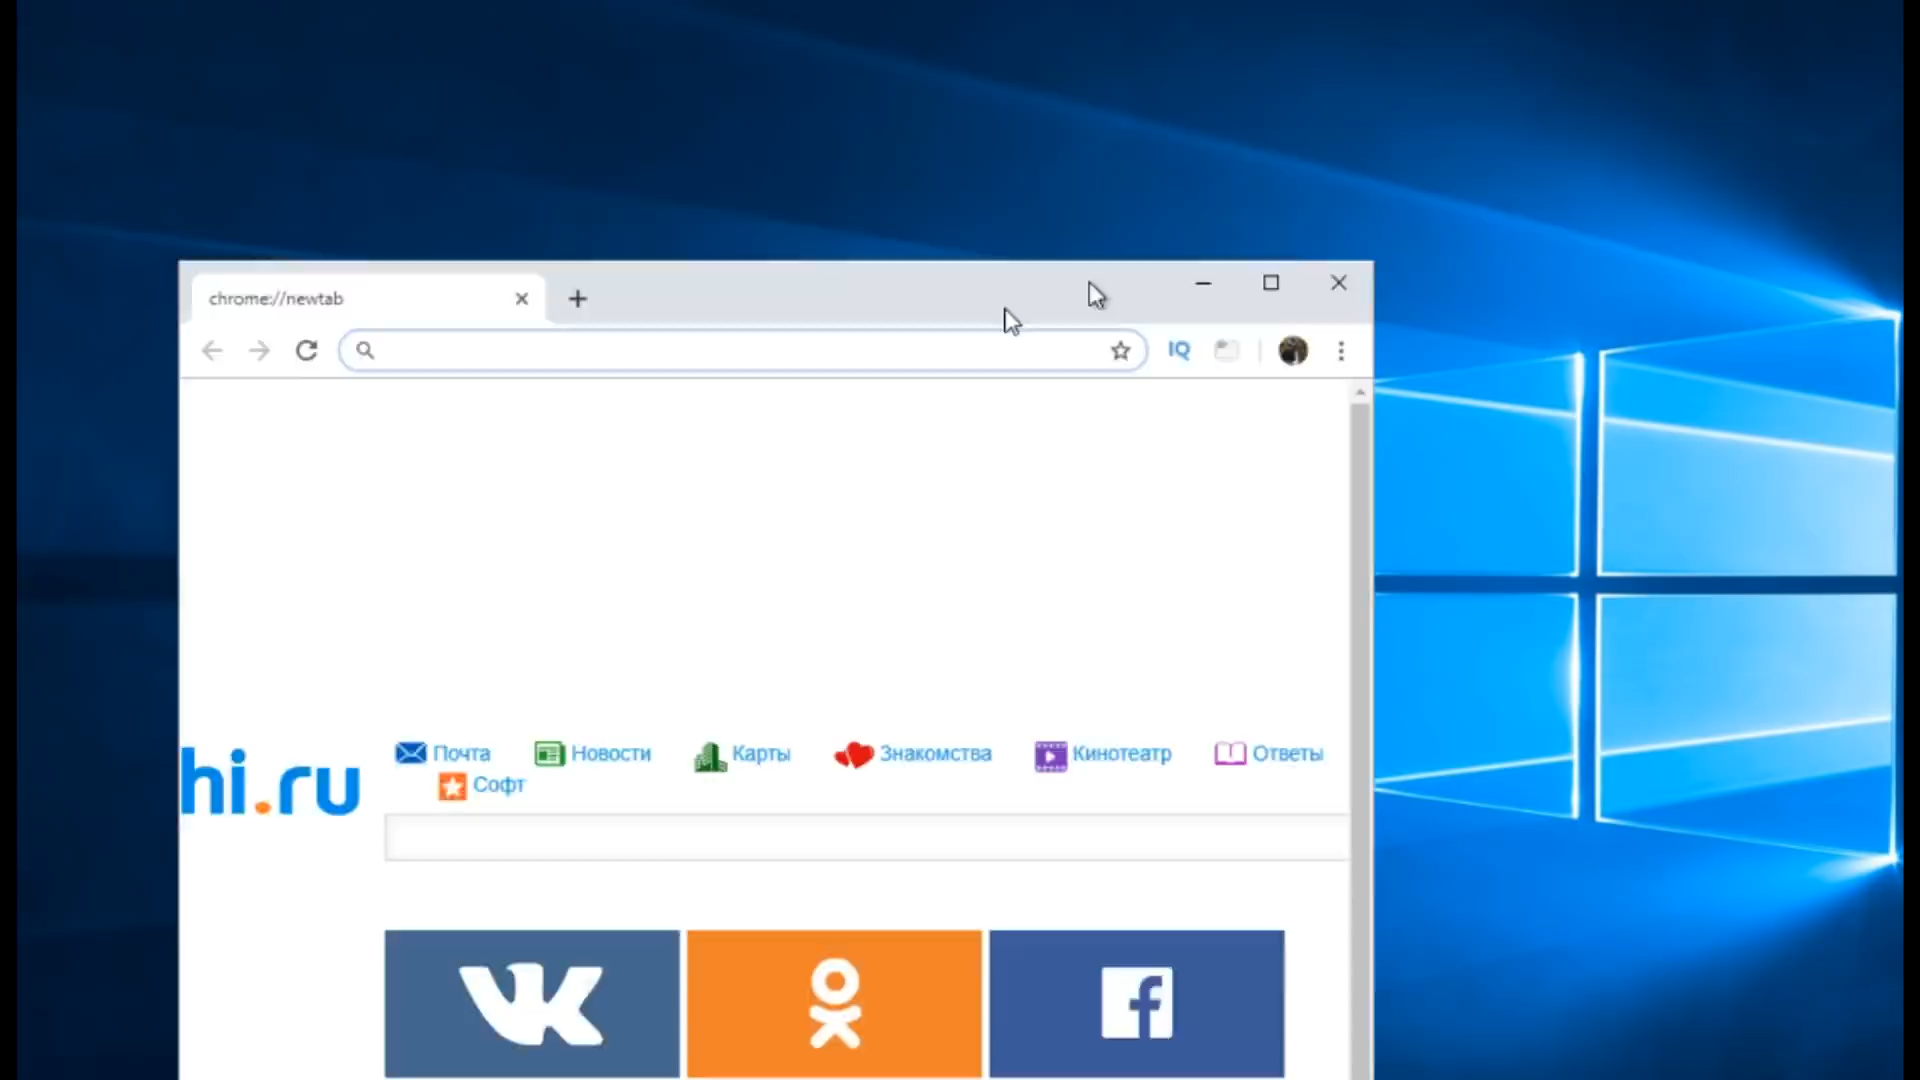 chrome://newtab
IQ
Почта Новости Карты Знакомства Кинотеатр Ответы
Софт
hi.ru